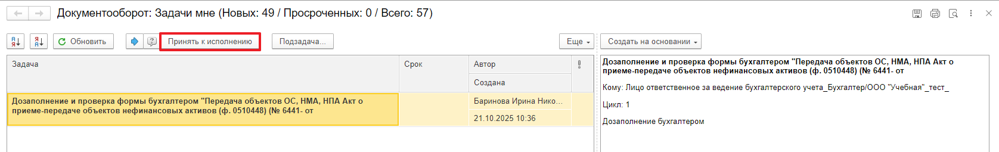 Документооборот: Задачи мне (Новых: 49 / Просроченных: 0 / Всего: 57)
Обновить
Принять к исполнению
Подзадача...
Еще
Создать на основании
Задача
Срок
Автор
Создана
Дозаполнение и проверка формы бухгалтером "Передача объектов ОС, НМА, НПА Акт о
приеме-передаче объектов нефинансовых активов (ф. 0510448) (№ 6441- от
Баринова Ирина Нико...
21.10.2025 10:36
Дозаполнение и проверка формы бухгалтером "Передача объектов ОС, НМА, НПА Акт о
приеме-передаче объектов нефинансовых активов (ф. 0510448) (№ 6441- от
Кому: Лицо ответственное за ведение бухгалтерского учета_Бухгалтер/ООО "Учебная"_тест_
Цикл: 1
Дозаполнение бухгалтером